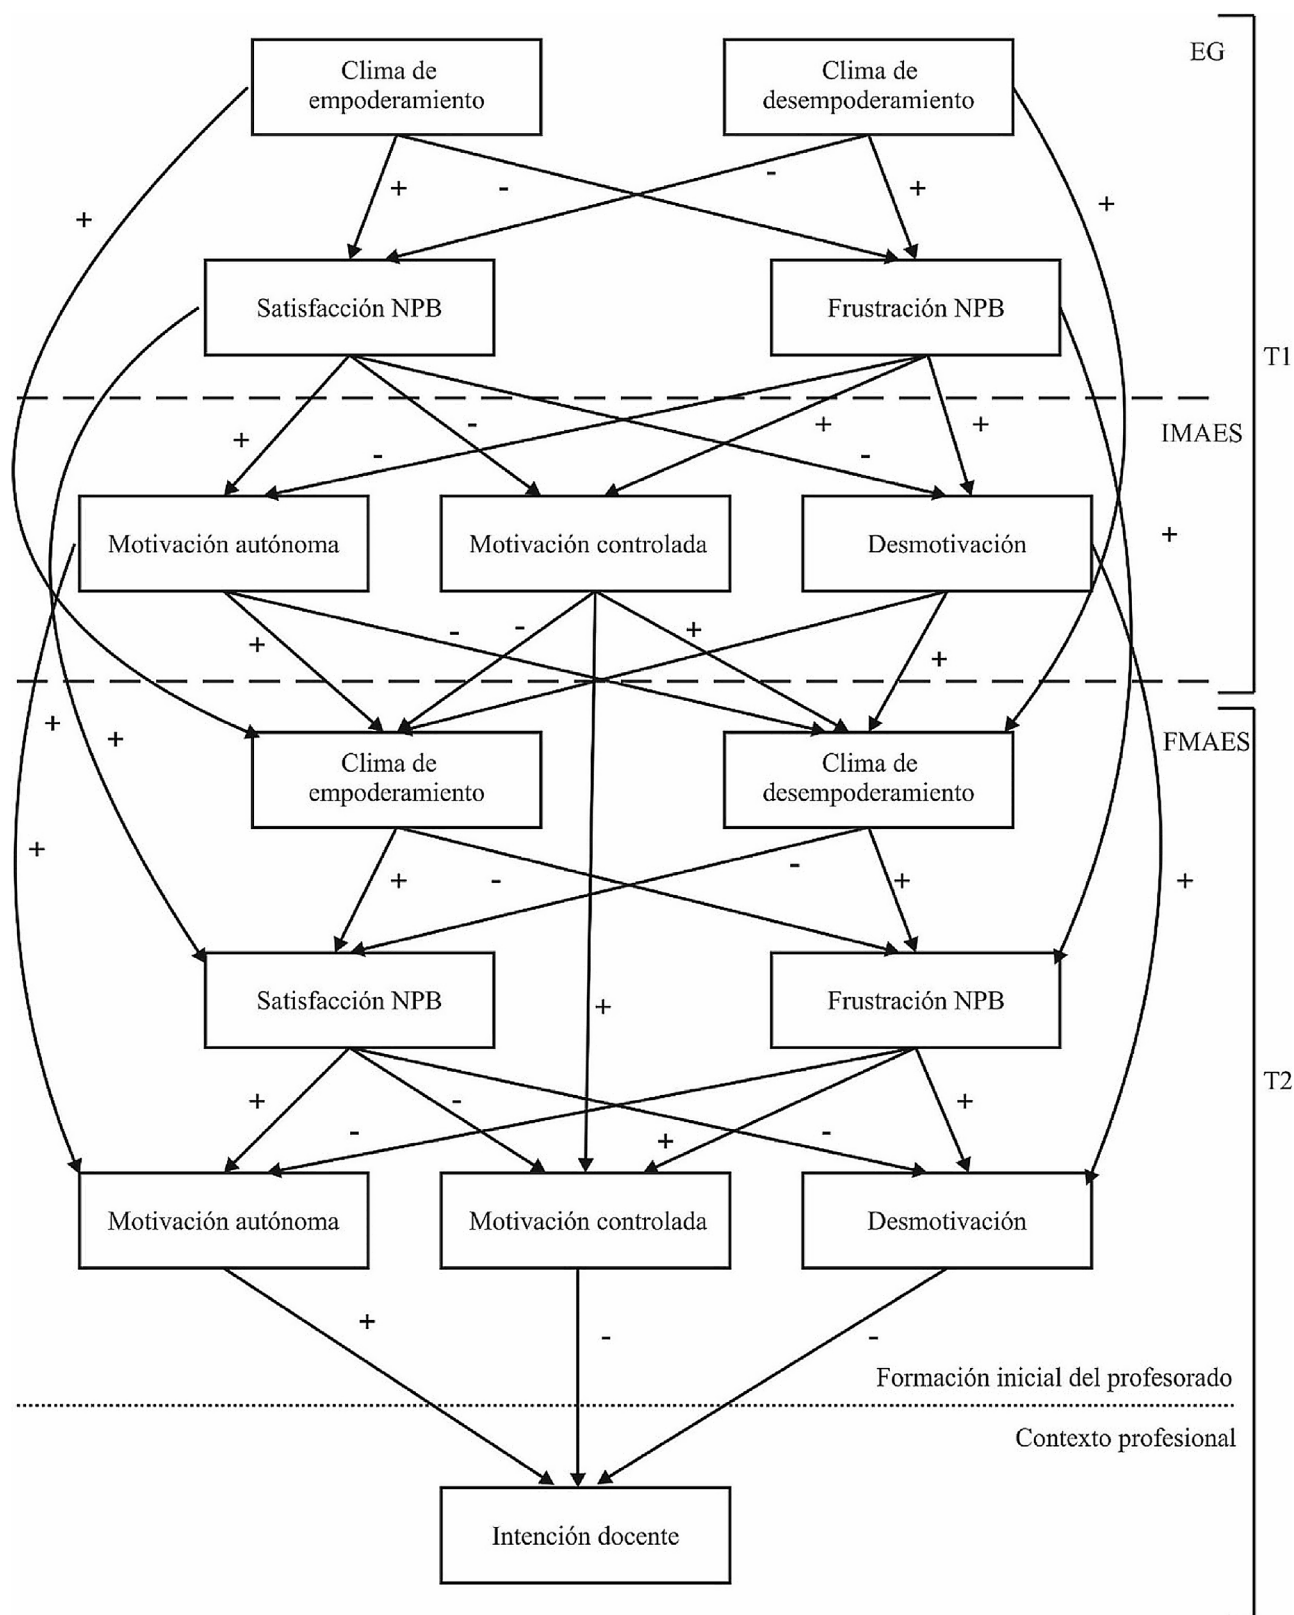 EG
Clima de
empoderamiento
Clima de
desempoderamiento
-
+
-
+
+
+
Satisfacción NPB
Frustración NPB
T1
+
-
-
+
+
-
IMAES
+
Motivación autónoma
Motivación controlada
Desmotivación
+
-
-
+
+
+
+
FMAES
Clima de
empoderamiento
Clima de
desempoderamiento
+
+
-
-
+
+
Satisfacción NPB
Frustración NPB
+
T2
+
-
-
+
-
+
Motivación autónoma
Motivación controlada
Desmotivación
+
-
-
Formación inicial del profesorado
Contexto profesional
Intención docente